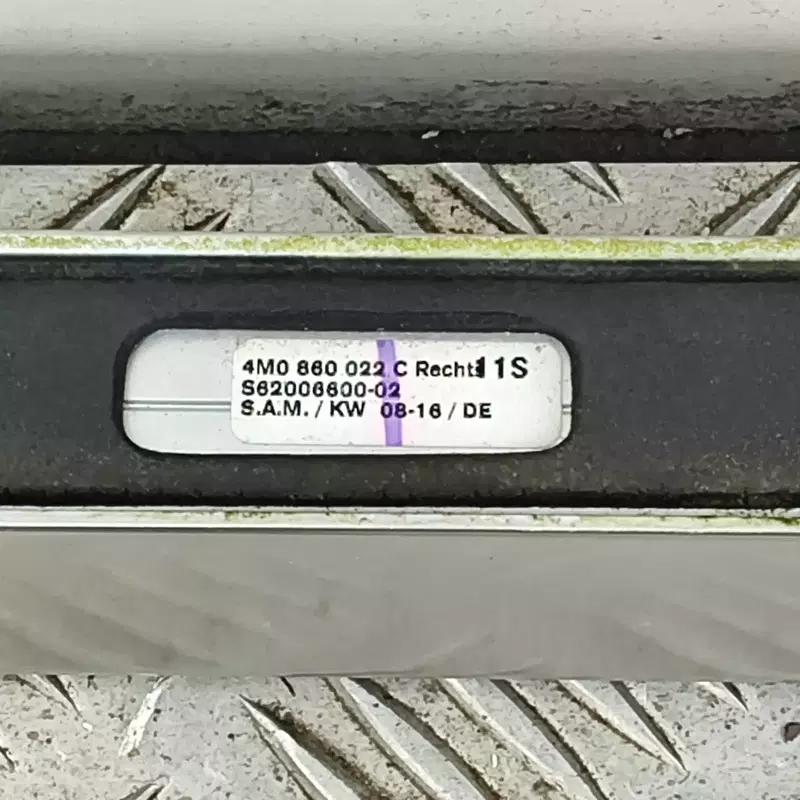 4M0 860 022 C Rechts 11S
S62006600-02
S.A.M. / KW 08-16 / DE